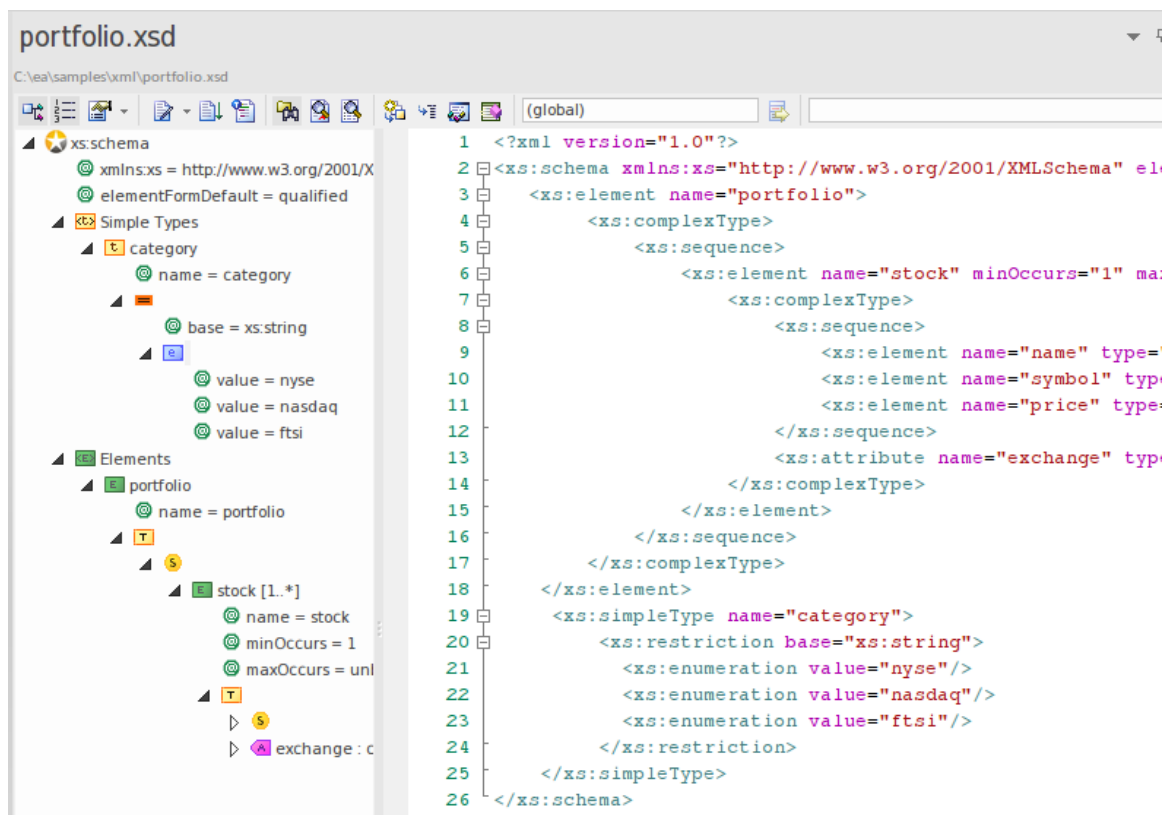 portfolio.xsd
C:\ea\samples\xml\portfolio.xsd
(global)
xs:schema
xmlns:xs = http://www.w3.org/2001/X
elementFormDefault = qualified
Simple Types
category
name = category
base = xs:string
value = nyse
value = nasdaq
value = ftsi
Elements
portfolio
name = portfolio
stock [1..*]
name = stock
minOccurs = 1
maxOccurs = unl
exchange : c
1 <?xml version="1.0"?>
2 <xs:schema xmlns:xs="http://www.w3.org/2001/XMLSchema" ele
3 <xs:element name="portfolio">
4 <xs:complexType>
5 <xs:sequence>
6 <xs:element name="stock" minOccurs="1" max
7 <xs:complexType>
8 <xs:sequence>
9 <xs:element name="name" type="
10 <xs:element name="symbol" type
11 <xs:element name="price" type=
12 </xs:sequence>
13 <xs:attribute name="exchange" type
14 </xs:complexType>
15 </xs:element>
16 </xs:sequence>
17 </xs:complexType>
18 </xs:element>
19 <xs:simpleType name="category">
20 <xs:restriction base="xs:string">
21 <xs:enumeration value="nyse"/>
22 <xs:enumeration value="nasdaq"/>
23 <xs:enumeration value="ftsi"/>
24 </xs:restriction>
25 </xs:simpleType>
26 </xs:schema>